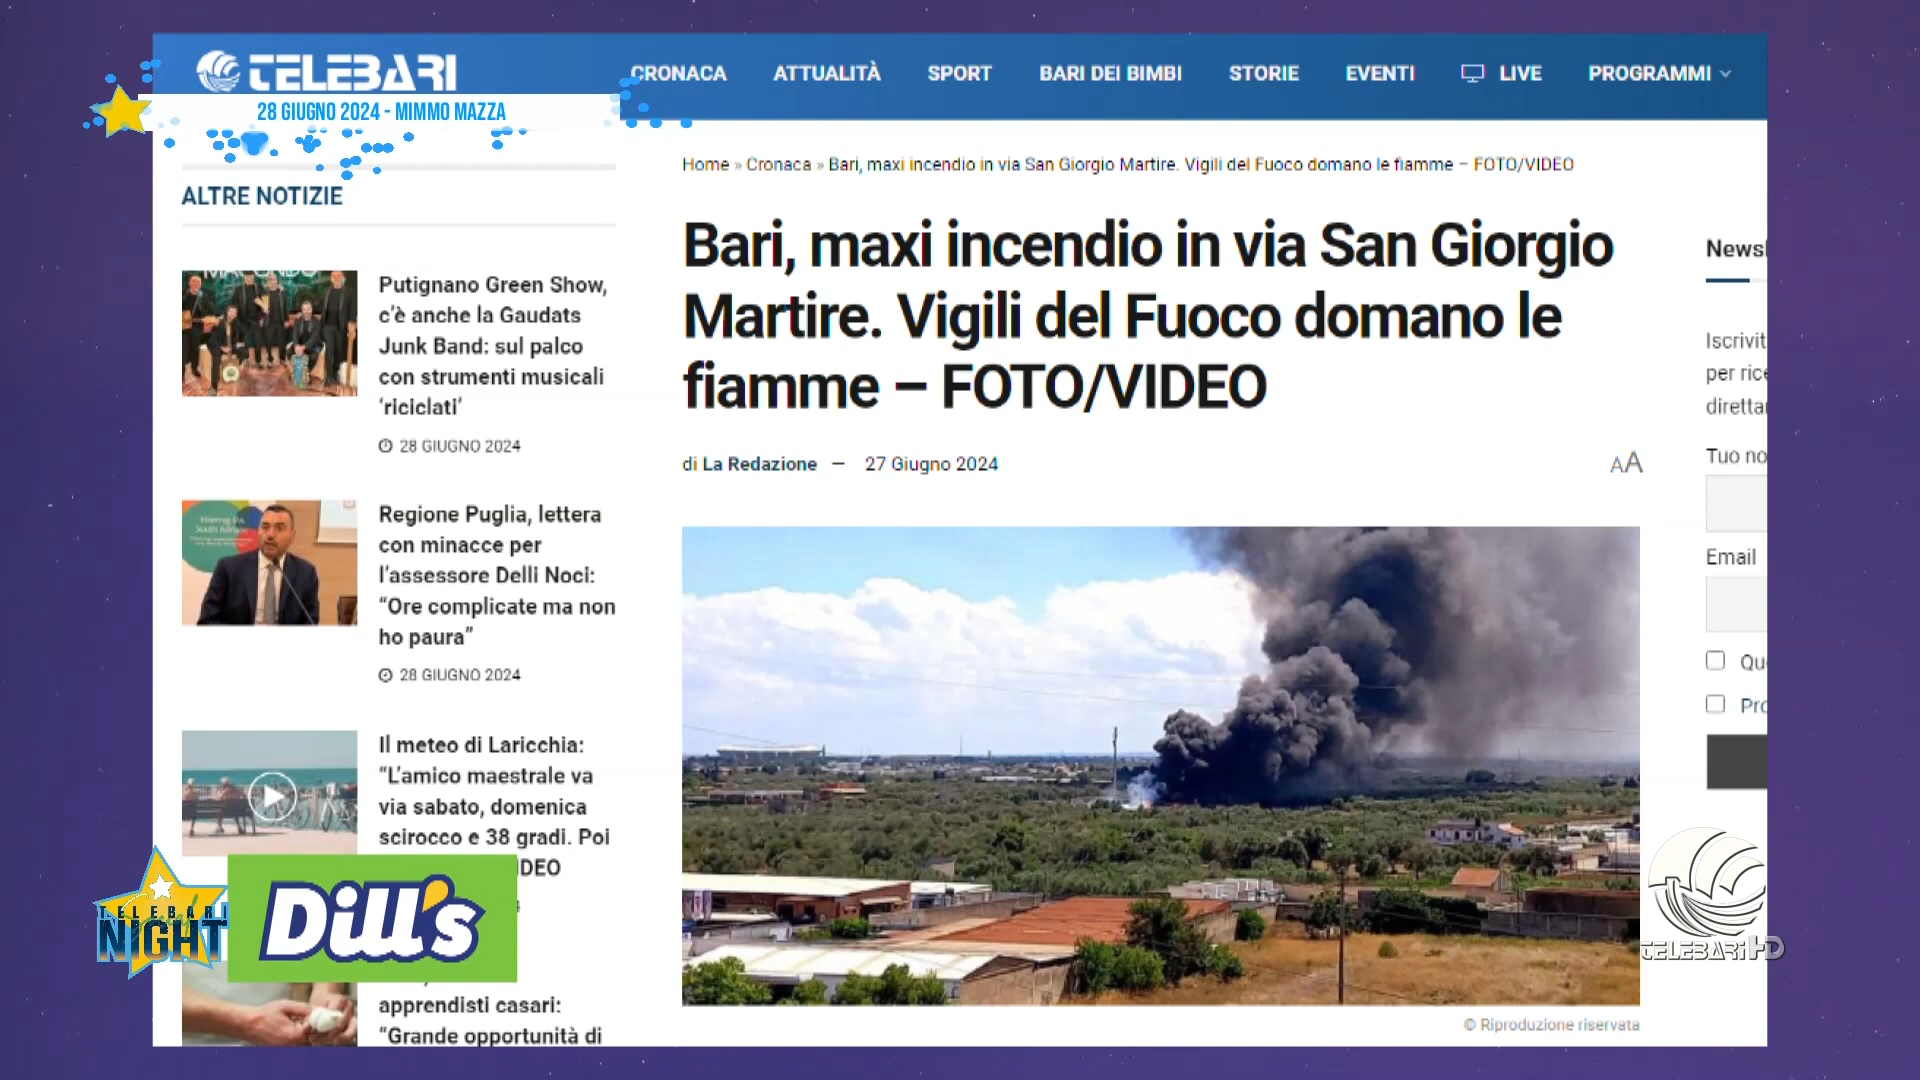 TELEBARI
CRONACA
ATTUALITÀ
SPORT
BARI DEI BIMBI
STORIE
EVENTI
LIVE
PROGRAMMI
28 GIUGNO 2024 - MIMMO MAZZA
Home » Cronaca » Bari, maxi incendio in via San Giorgio Martire. Vigili del Fuoco domano le fiamme – FOTO/VIDEO
ALTRE NOTIZIE
Putignano Green Show,
c'è anche la Gaudats
Junk Band: sul palco
con strumenti musicali
'riciclati'
28 GIUGNO 2024
Regione Puglia, lettera
con minacce per
l'assessore Delli Noci:
“Ore complicate ma non
ho paura”
28 GIUGNO 2024
Il meteo di Laricchia:
“L'amico maestrale va
via sabato, domenica
scirocco e 38 gradi. Poi
apprendisti casari:
“Grande opportunità di
Bari, maxi incendio in via San Giorgio
Martire. Vigili del Fuoco domano le
fiamme – FOTO/VIDEO
di La Redazione — 27 Giugno 2024
AA
© Riproduzione riservata
Tuo
Email
TELEBARI
NIGHT
Dill's
TELEBARI HD